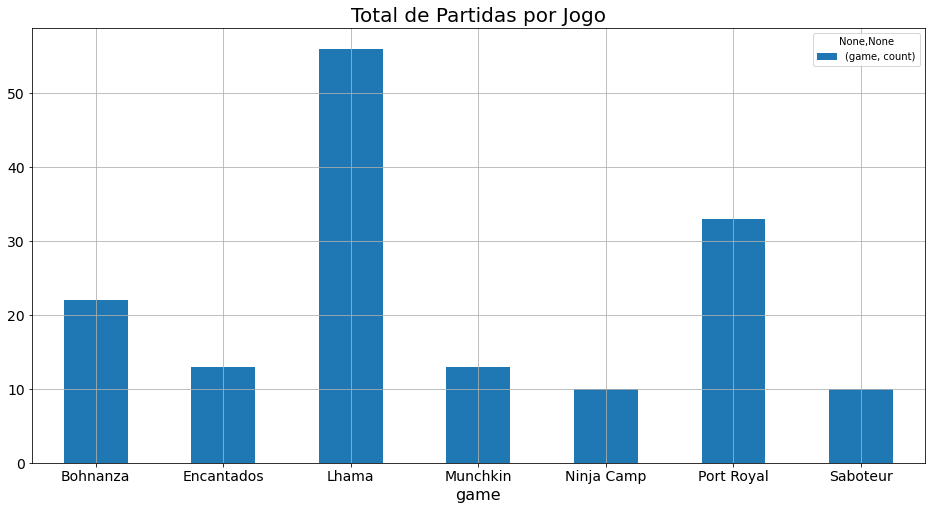 Total de Partidas por Jogo
None,None
(game, count)
50
40
30
20
10
0
Bohnanza Encantados Lhama Munchkin Ninja Camp Port Royal Saboteur
game